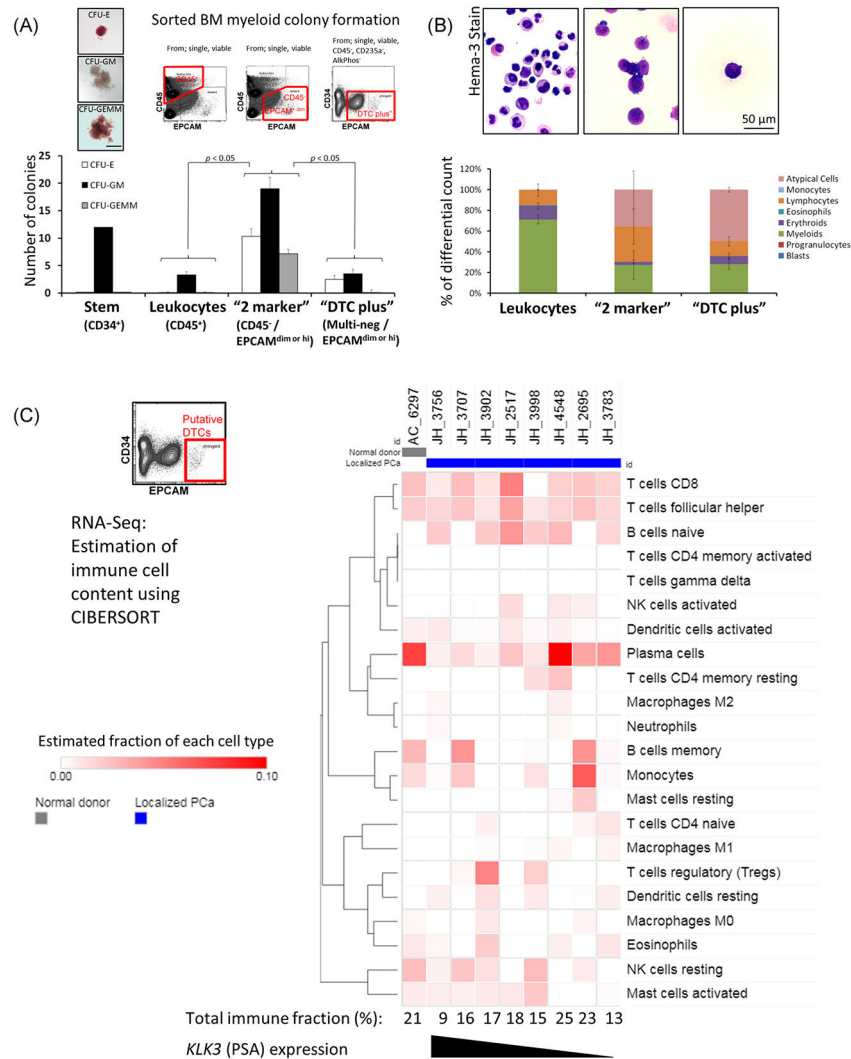 (A)
CFU-E
CFU-GM
CFU-GEMM
Sorted BM myeloid colony formation
From; single, viable
From; single, viable
From; single, viable,
CD45-, CD235a-,
AlkPhos-
CD45
EPCAM
CD45
EPCAM
CD45-
EPCAM+ dim
CD34
EPCAM
stringent
"DTC plus"
Number of colonies
25
20
15
10
5
0
CFU-E
CFU-GM
CFU-GEMM
p < 0.05
p < 0.05
Stem
(CD34+)
Leukocytes
(CD45+)
"2 marker"
(CD45- /
EPCAMdim or hi)
"DTC plus"
(Multi-neg /
EPCAMdim or hi)
(B)
Hema-3 Stain
50 µm
% of differential count
120%
100%
80%
60%
40%
20%
0%
Leukocytes
"2 marker"
"DTC plus"
Atypical Cells
Monocytes
Lymphocytes
Eosinophils
Erythroids
Myeloids
Progranulocytes
Blasts
(C)
CD34
EPCAM
Putative
DTCs
stringent
RNA-Seq:
Estimation of
immune cell
content using
CIBERSORT
Estimated fraction of each cell type
0.00 0.10
Normal donor Localized PCa
AC_6297 JH_3756 JH_3707 JH_3902 JH_2517 JH_3998 JH_4548 JH_2695 JH_3783
id
Normal donor
Localized PCa
id
T cells CD8
T cells follicular helper
B cells naive
T cells CD4 memory activated
T cells gamma delta
NK cells activated
Dendritic cells activated
Plasma cells
T cells CD4 memory resting
Macrophages M2
Neutrophils
B cells memory
Monocytes
Mast cells resting
T cells CD4 naive
Macrophages M1
T cells regulatory (Tregs)
Dendritic cells resting
Macrophages M0
Eosinophils
NK cells resting
Mast cells activated
Total immune fraction (%): 21 9 16 17 18 15 25 23 13
KLK3 (PSA) expression